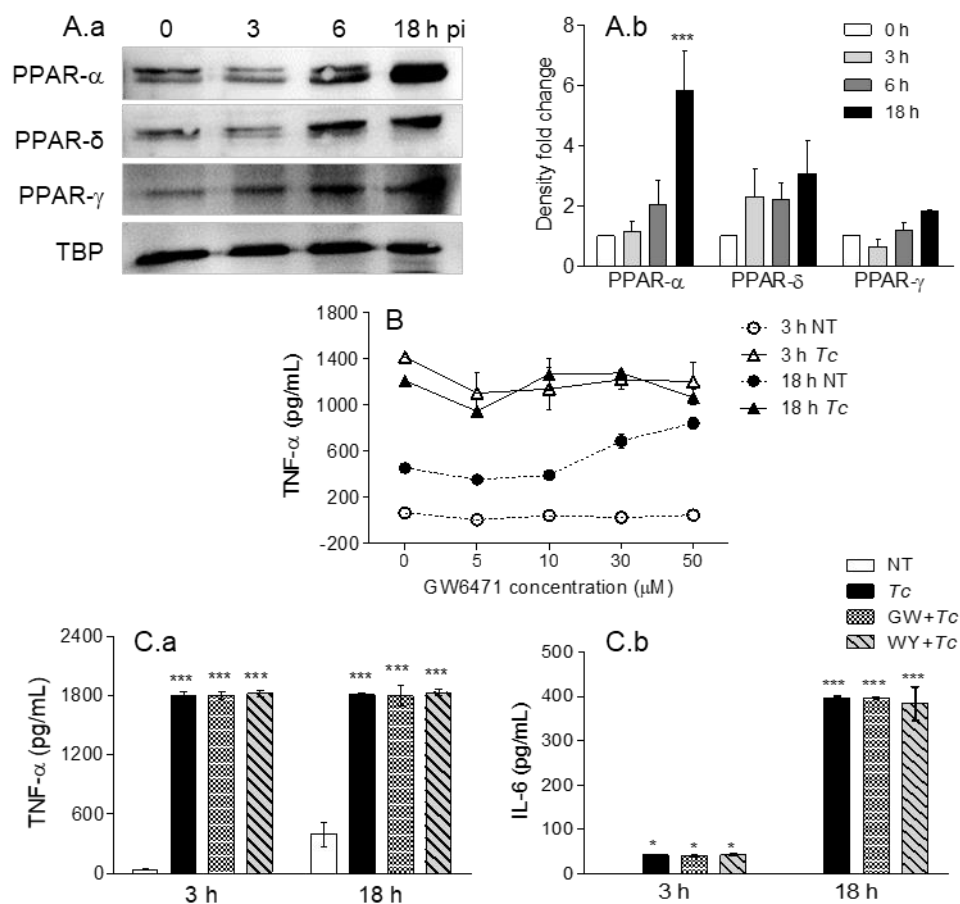 A.a
0 3 6 18 h pi
PPAR-α
PPAR-δ
PPAR-γ
TBP
A.b
Density fold change
8
6
4
2
0
***
0 h
3 h
6 h
18 h
PPAR-α PPAR-δ PPAR-γ
B
TNF-α (pg/mL)
1800
1400
1000
600
200
-200
0 5 10 30 50
GW6471 concentration (μM)
3 h NT
3 h Tc
18 h NT
18 h Tc
NT
Tc
GW+Tc
WY+Tc
C.a
TNF-α (pg/mL)
2400
1800
1200
600
0
*** *** *** *** *** ***
3 h 18 h
C.b
IL-6 (pg/mL)
500
400
300
200
100
0
* * * *** *** ***
3 h 18 h